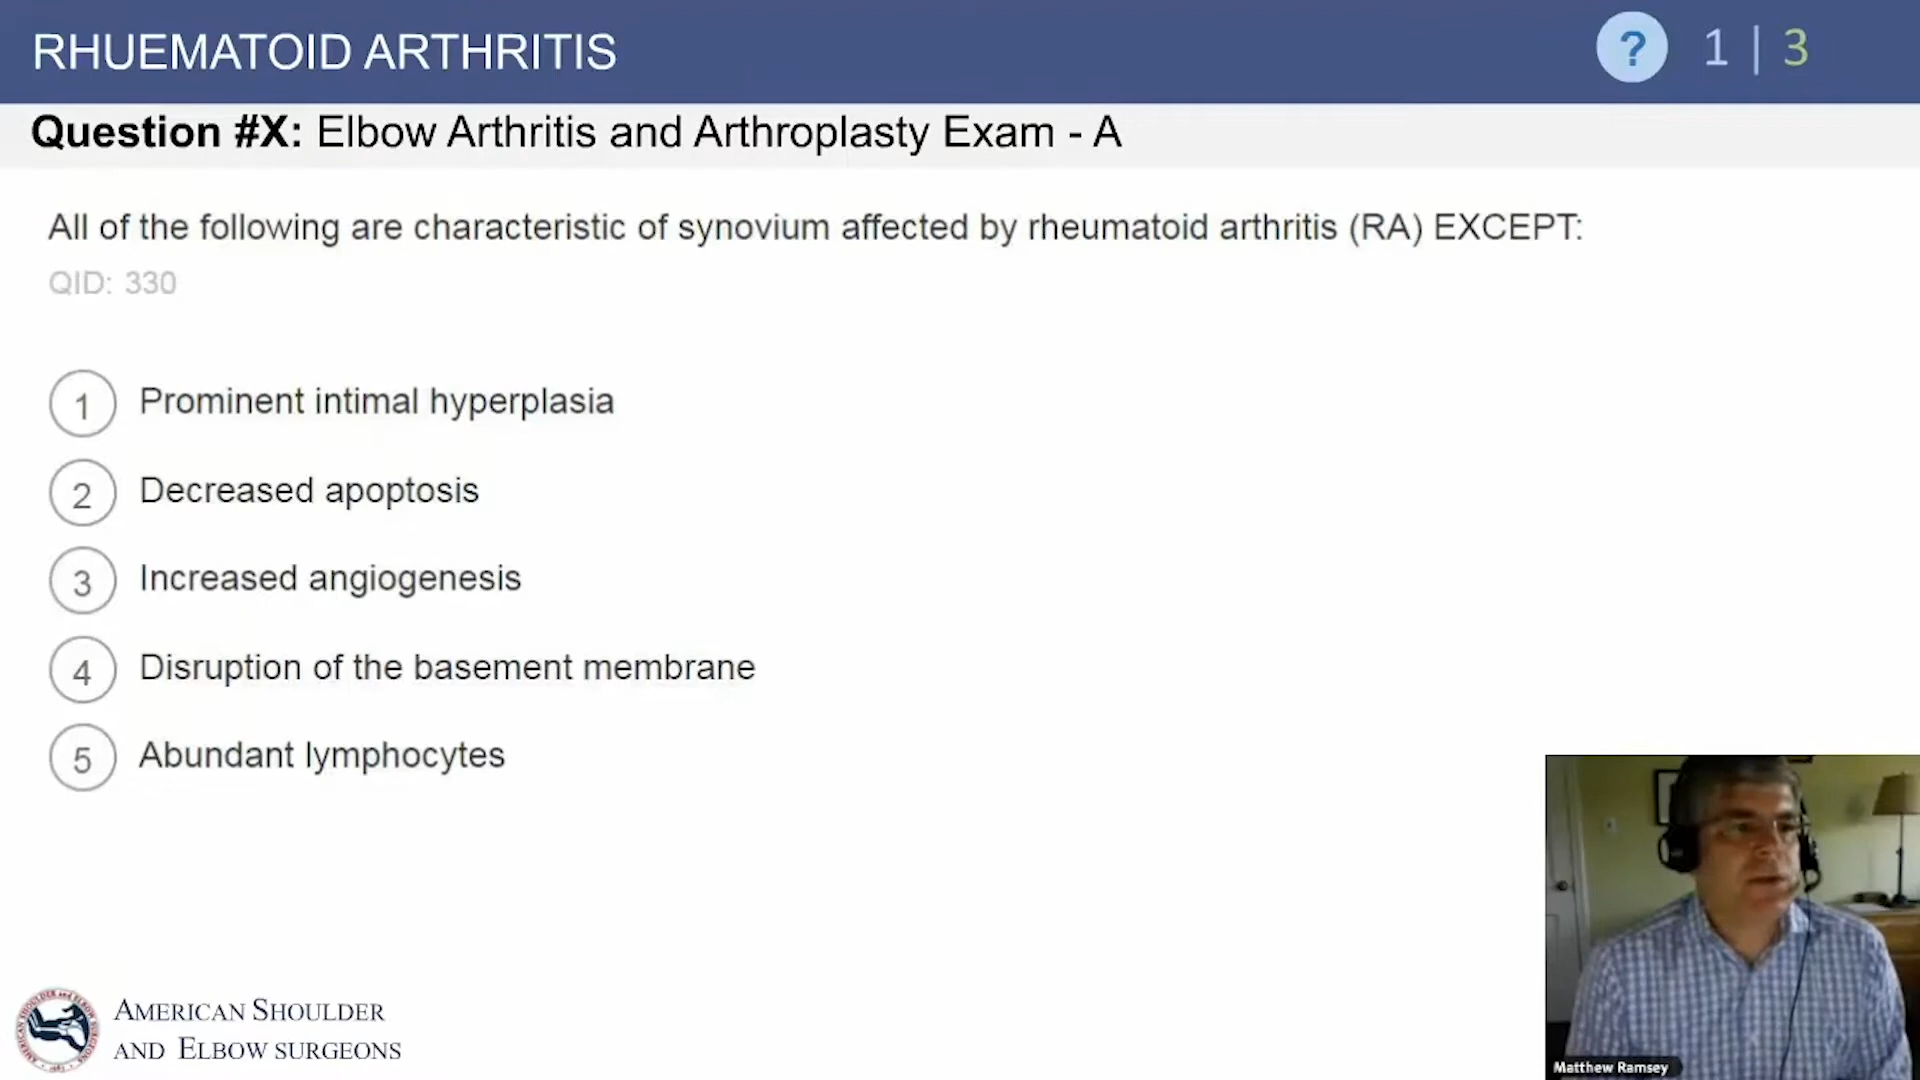 RHUEMATOID ARTHRITIS
? 1 | 3
Question #X: Elbow Arthritis and Arthroplasty Exam - A
All of the following are characteristic of synovium affected by rheumatoid arthritis (RA) EXCEPT:
QID: 330
1 Prominent intimal hyperplasia
2 Decreased apoptosis
3 Increased angiogenesis
4 Disruption of the basement membrane
5 Abundant lymphocytes
AMERICAN SHOULDER
AND ELBOW SURGEONS
Matthew Ramsey